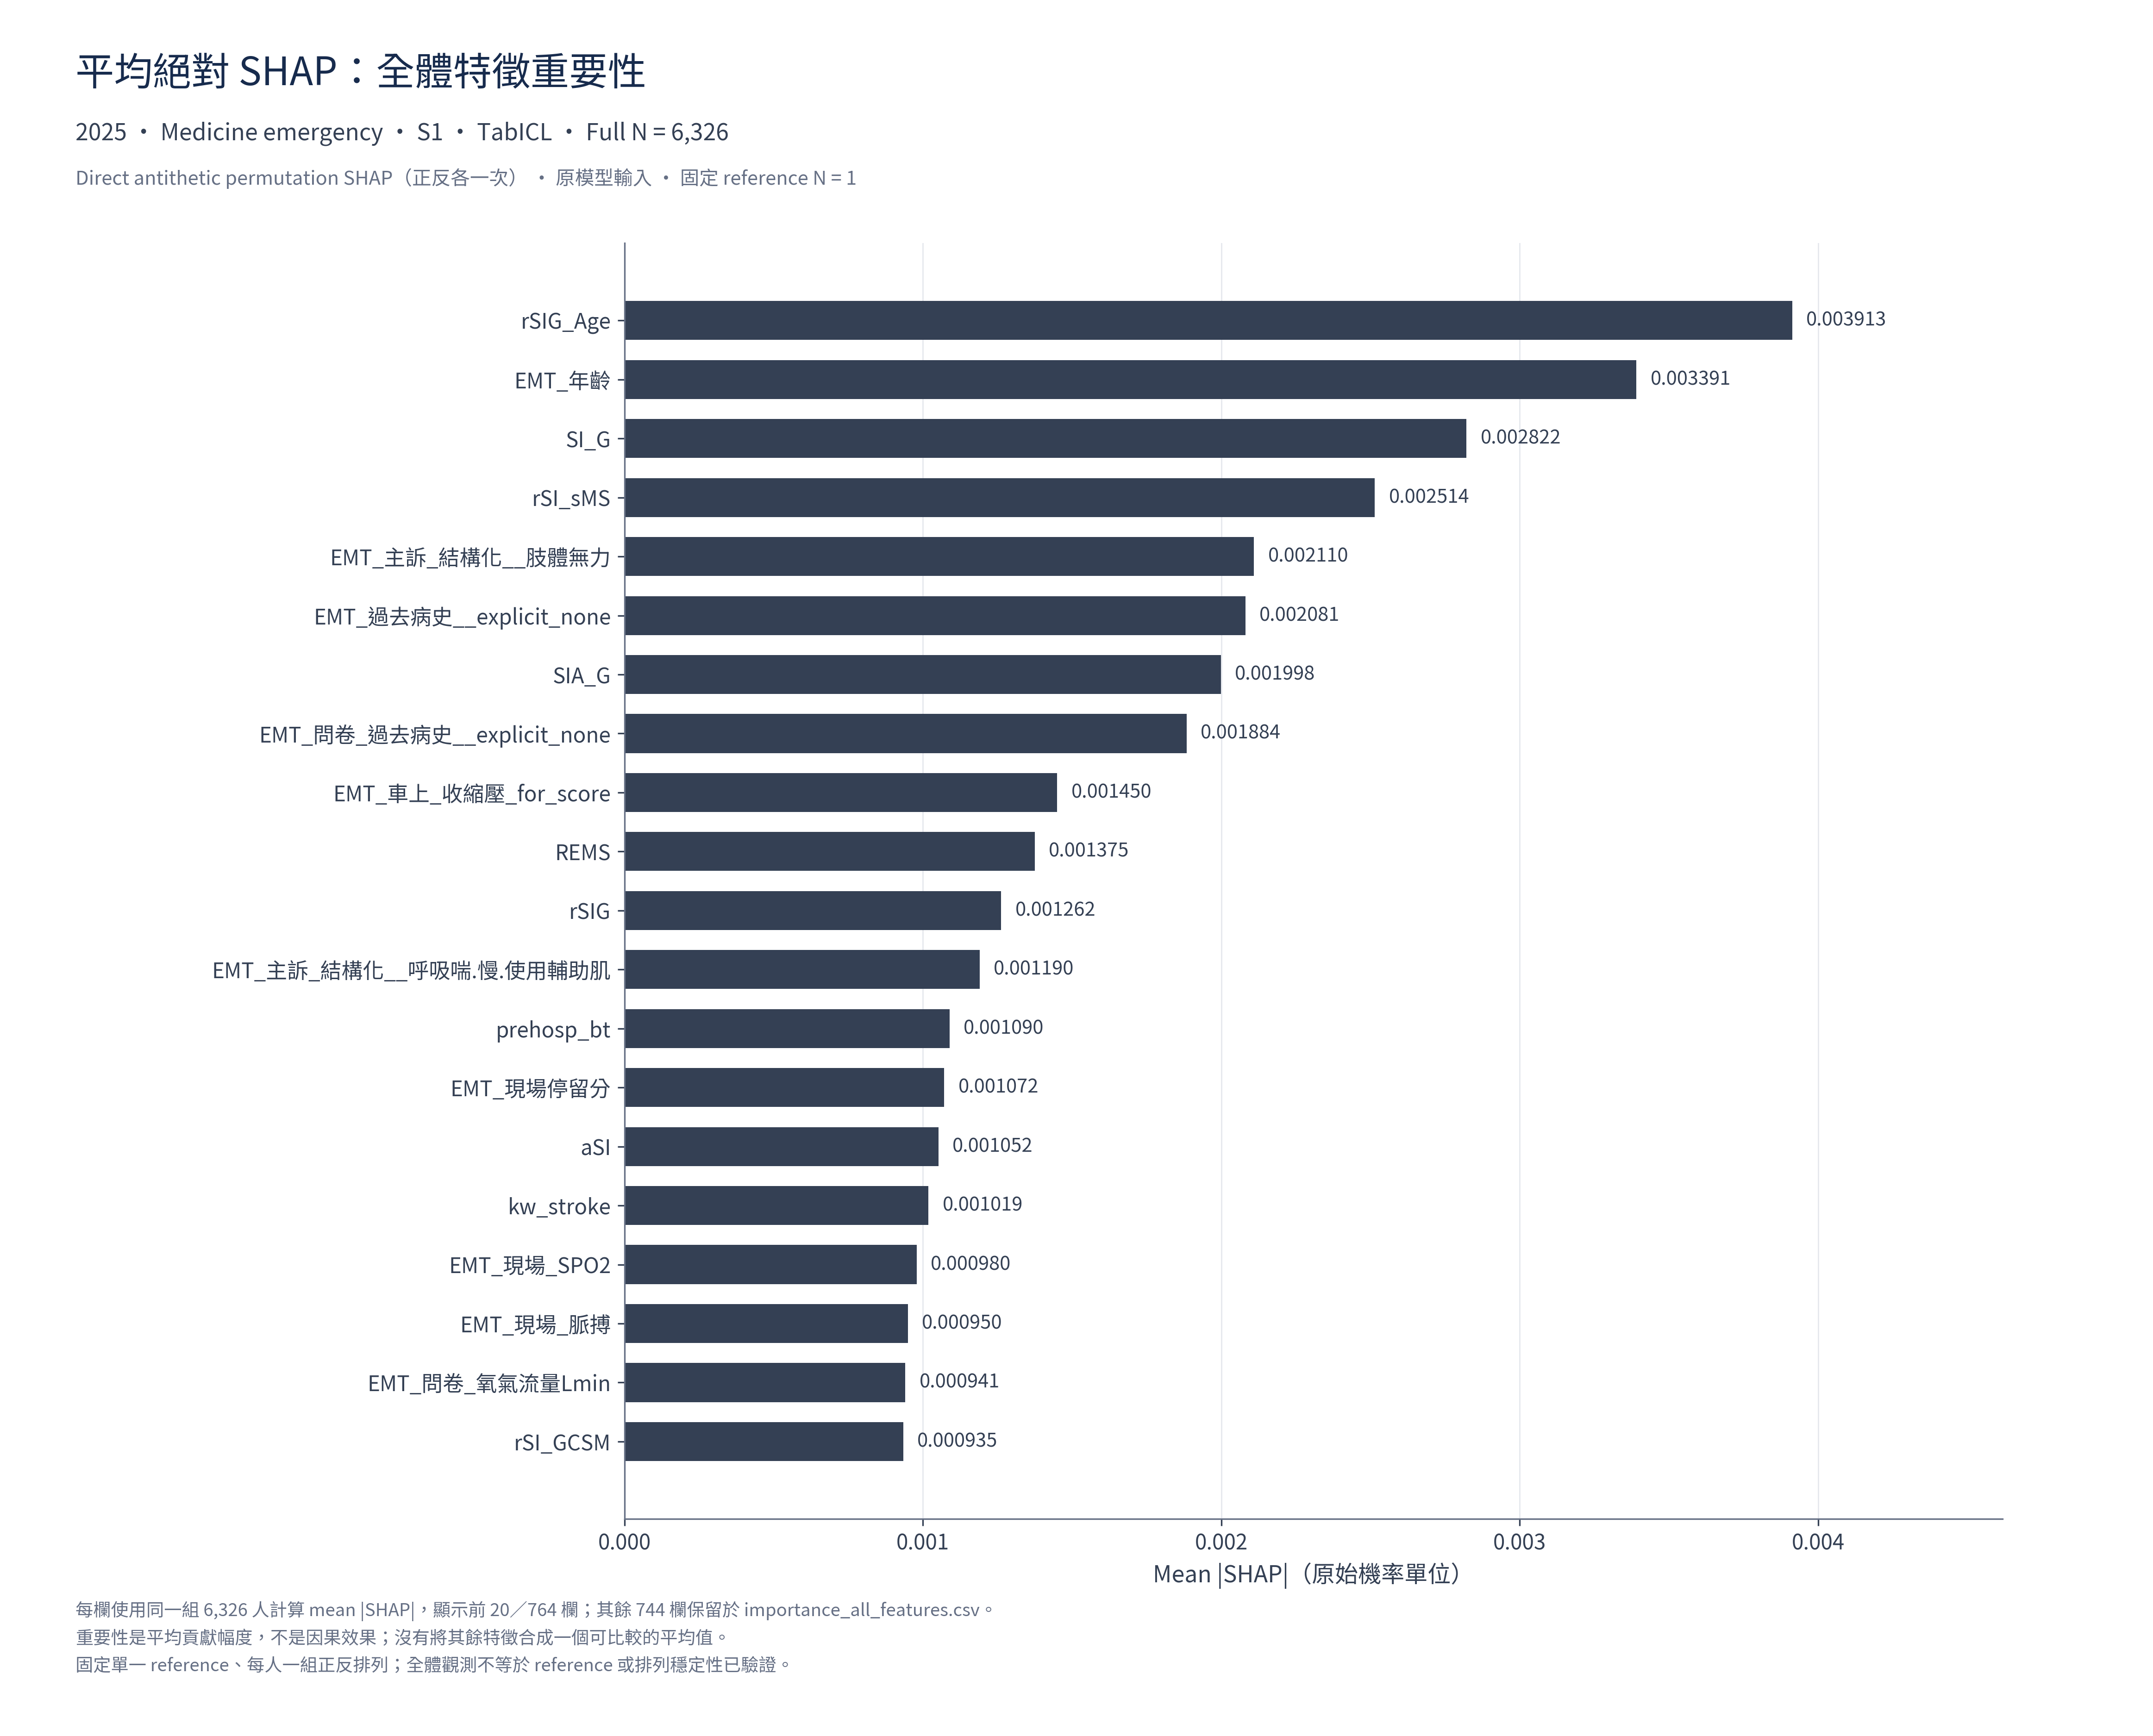 平均絕對 SHAP：全體特徵重要性
2025 • Medicine emergency • S1 • TabICL • Full N = 6,326
Direct antithetic permutation SHAP（正反各一次） • 原模型輸入 • 固定 reference N = 1
rSIG_Age 0.003913
EMT_年齡 0.003391
SI_G 0.002822
rSI_sMS 0.002514
EMT_主訴_結構化__肢體無力 0.002110
EMT_過去病史__explicit_none 0.002081
SIA_G 0.001998
EMT_問卷_過去病史__explicit_none 0.001884
EMT_車上_收縮壓_for_score 0.001450
REMS 0.001375
rSIG 0.001262
EMT_主訴_結構化__呼吸喘.慢.使用輔助肌 0.001190
prehosp_bt 0.001090
EMT_現場停留分 0.001072
aSI 0.001052
kw_stroke 0.001019
EMT_現場_SPO2 0.000980
EMT_現場_脈搏 0.000950
EMT_問卷_氧氣流量Lmin 0.000941
rSI_GCSM 0.000935
0.000 0.001 0.002 0.003 0.004
Mean |SHAP|（原始機率單位）
每欄使用同一組 6,326 人計算 mean |SHAP|，顯示前 20／764 欄；其餘 744 欄保留於 importance_all_features.csv。
重要性是平均貢獻幅度，不是因果效果；沒有將其餘特徵合成一個可比較的平均值。
固定單一 reference、每人一組正反排列；全體觀測不等於 reference 或排列穩定性已驗證。